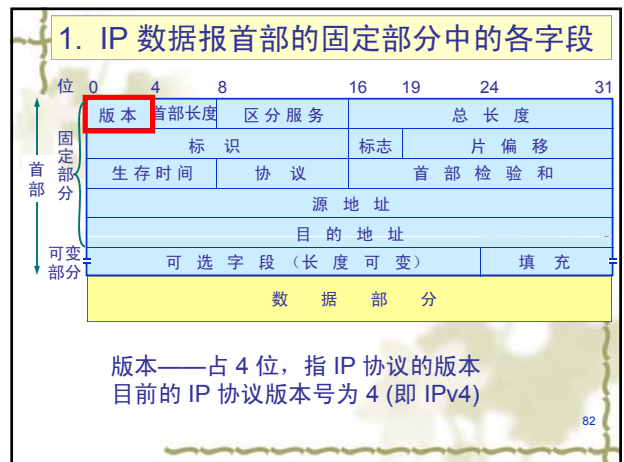 1. IP 数据报首部的固定部分中的各字段
位 0 4 8 16 19 24 31
版 本 首部长度 区 分 服 务 总 长 度
标 识 标志 片 偏 移
生 存 时 间 协 议 首 部 检 验 和
源 地 址
目 的 地 址
可 选 字 段 （长 度 可 变） 填 充
数 据 部 分
首部
固定部分
可变部分
版本——占 4 位，指 IP 协议的版本
目前的 IP 协议版本号为 4 (即 IPv4)
82